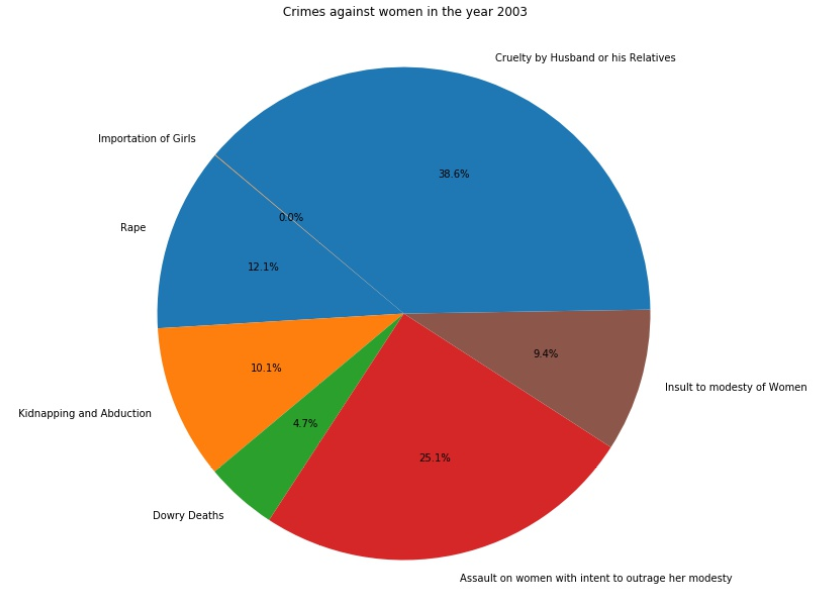 Crimes against women in the year 2003
Cruelty by Husband or his Relatives
Importation of Girls
38.6%
0.0%
Rape
12.1%
9.4%
10.1%
Insult to modesty of Women
Kidnapping and Abduction
4.7%
25.1%
Dowry Deaths
Assault on women with intent to outrage her modesty